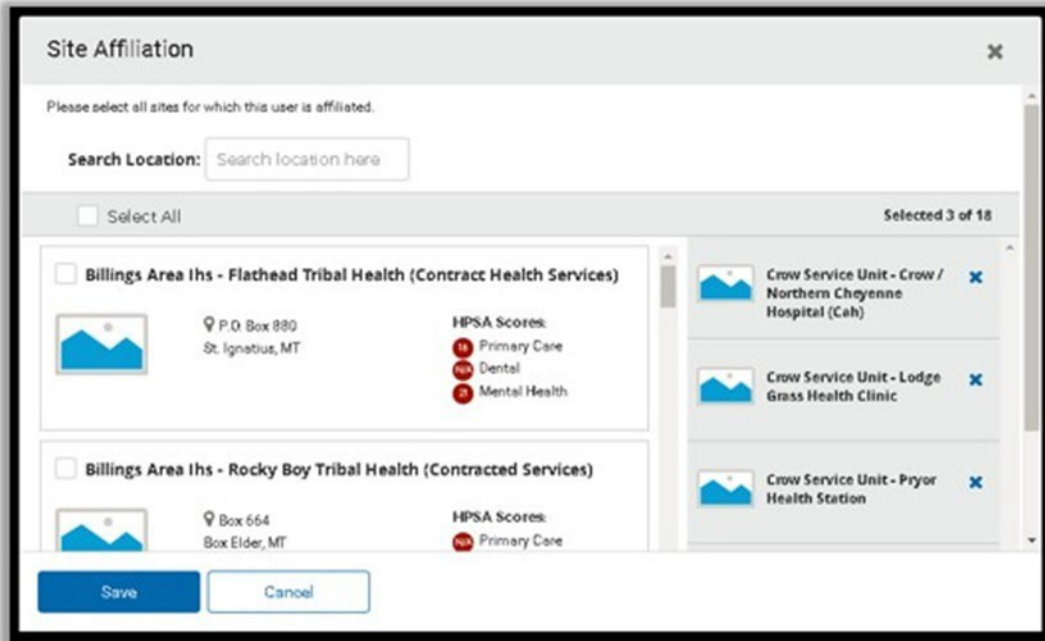 Site Affiliation
Please select all sites for which this user is affiliated.
Search Location: Search location here
Select All
Selected 3 of 18
Billings Area Ihs - Flathead Tribal Health (Contract Health Services)
P.O. Box 880
St. Ignatius, MT
HPSA Scores:
18 Primary Care
N/A Dental
21 Mental Health
Billings Area Ihs - Rocky Boy Tribal Health (Contracted Services)
Box 664
Box Elder, MT
HPSA Scores:
N/A Primary Care
Crow Service Unit - Crow /
Northern Cheyenne
Hospital (Cah)
Crow Service Unit - Lodge
Grass Health Clinic
Crow Service Unit - Pryor
Health Station
Save
Cancel